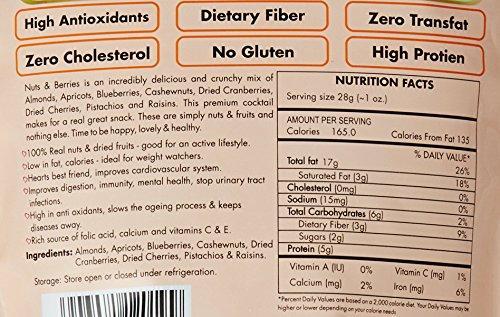 High Antioxidants
Dietary Fiber
Zero Transfat
Zero Cholesterol
No Gluten
High Protien
Nuts & Berries is an incredibly delicious and crunchy mix of
Almonds, Apricots, Blueberries, Cashewnuts, Dried Cranberries,
Dried Cherries, Pistachios and Raisins. This premium cocktail
makes for a real great snack. These are simply nuts & fruits and
nothing else. Time to be happy, lovely & healthy.
100% Real nuts & dried fruits - good for an active lifestyle.
Low in fat, calories - ideal for weight watchers.
Hearts best friend, improves cardiovascular system.
Improves digestion, immunity, mental health, stop urinary tract
infections.
High in anti oxidants, slows the ageing process & keeps
diseases away.
Rich source of folic acid, calcium and vitamins C & E.
Ingredients: Almonds, Apricots, Blueberries, Cashewnuts, Dried
Cranberries, Dried Cherries, Pistachios & Raisins.
Storage: Store open or closed under refrigeration.
NUTRITION FACTS
Serving size 28g (~1 oz.)
AMOUNT PER SERVING
Calories 165.0 Calories From Fat 135
% DAILY VALUE*
Total fat 17g 26%
Saturated Fat (3g) 18%
Cholesterol (0mg) 0%
Sodium (15mg) 0%
Total Carbohydrates (6g) 2%
Dietary Fiber (3g) 9%
Sugars (2g)
Protein (5g)
Vitamin A (IU) 0% Vitamin C (mg) 1%
Calcium (mg) 2% Iron (mg) 6%
*Percent Daily Values are based on a 2,000 calorie diet. Your Daily Values may be
higher or lower depending on your calorie needs